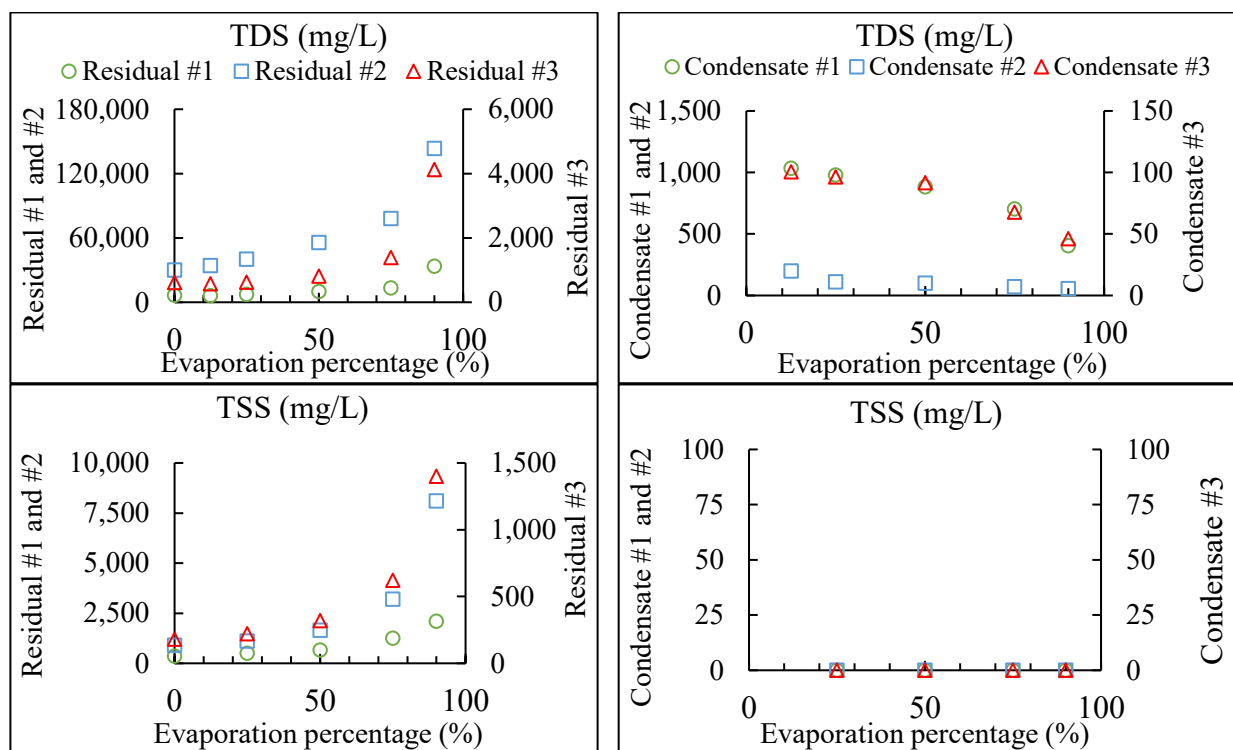 TDS (mg/L)
Residual #1 Residual #2 Residual #3
Residual #1 and #2
180,000
120,000
60,000
0
6,000
4,000
2,000
0
Residual #3
0 50 100
Evaporation percentage (%)
TDS (mg/L)
Condensate #1 Condensate #2 Condensate #3
Condensate #1 and #2
1,500
1,000
500
0
150
100
50
0
Condensate #3
0 50 100
Evaporation percentage (%)
TSS (mg/L)
Residual #1 and #2
10,000
7,500
5,000
2,500
0
1,500
1,000
500
0
Residual #3
0 50 100
Evaporation percentage (%)
TSS (mg/L)
Condensate #1 and #2
100
75
50
25
0
100
75
50
25
0
Condensate #3
0 50 100
Evaporation percentage (%)